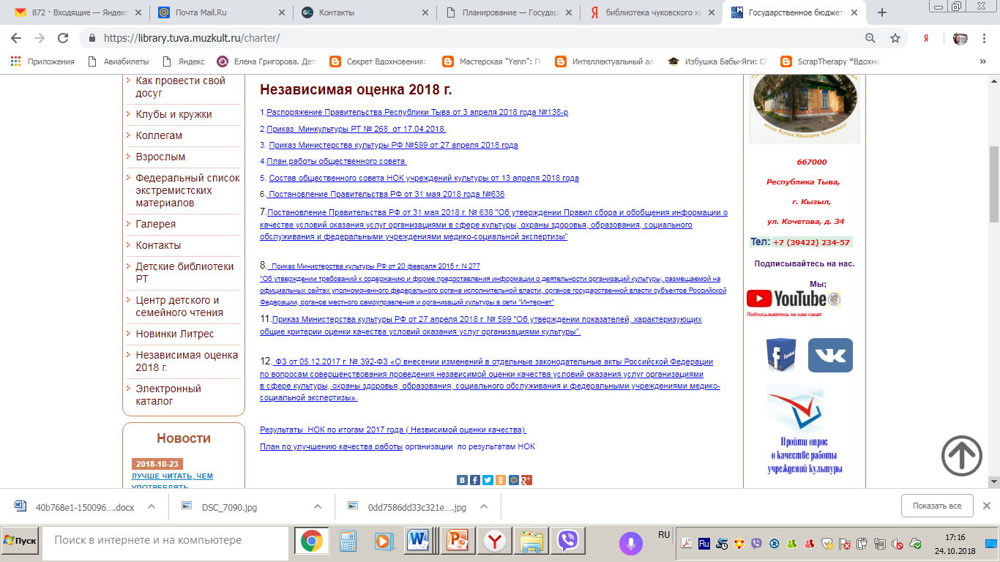 872 · Входящие — Яндекс
Почта Mail.Ru
Контакты
Планирование — Государ
библиотека чуковского кы
Государственное бюджет
https://library.tuva.muzkult.ru/charter/
Приложения
Авиабилеты
Яндекс
Елена Григорова. Дет
Секрет Вдохновения:
Мастерская "Yenn": По
Интеллектуальный ал
Избушка Бабы-Яги: СП
ScrapTherapy *Вдохно
Как провести свой
досуг
Клубы и кружки
Коллегам
Взрослым
Федеральный список
экстремистских
материалов
Галерея
Контакты
Детские библиотеки
РТ
Центр детского и
семейного чтения
Новинки Литрес
Независимая оценка
2018 г.
Электронный
каталог
Новости
2018-10-23
ЛУЧШЕ ЧИТАТЬ, ЧЕМ
УПОТРЕБЛЯТЬ
Независимая оценка 2018 г.
1.Распоряжение Правительства Республики Тыва от 3 апреля 2018 года №138-р
2.Приказ Минкультуры РТ № 268 от 17.04.2018.
3. Приказ Министерства культуры РФ №599 от 27 апреля 2018 года
4.План работы общественного совета
5. Состав общественного совета НОК учреждений культуры от 13 апреля 2018 года
6. Постановление Правительства РФ от 31 мая 2018 года №638
7.Постановление Правительства РФ от 31 мая 2018 г. № 638 "Об утверждении Правил сбора и обобщения информации о
качестве условий оказания услуг организациями в сфере культуры, охраны здоровья, образования, социального
обслуживания и федеральными учреждениями медико-социальной экспертизы"
8. Приказ Министерства культуры РФ от 20 февраля 2015 г. N 277
"Об утверждении требований к содержанию и форме предоставления информации о деятельности организаций культуры, размещаемой на
официальных сайтах уполномоченного федерального органа исполнительной власти, органов государственной власти субъектов Российской
Федерации, органов местного самоуправления и организаций культуры в сети "Интернет"
11.Приказ Министерства культуры РФ от 27 апреля 2018 г. № 599 "Об утверждении показателей, характеризующих
общие критерии оценки качества условий оказания услуг организациями культуры".
12. ФЗ от 05.12.2017 г. № 392-ФЗ «О внесении изменений в отдельные законодательные акты Российской Федерации
по вопросам совершенствования проведения независимой оценки качества условий оказания услуг организациями
в сфере культуры, охраны здоровья, образования, социального обслуживания и федеральными учреждениями медико-
социальной экспертизы».
Результаты НОК по итогам 2017 года ( Незвисимой оценки качества)
План по улучшению качества работы организации по результатам НОК
имени Корнея Ивановича Чуковского
667000
Республика Тыва,
г. Кызыл,
ул. Кочетова, д. 34
Тел: +7 (39422) 234-57
Подписывайтесь на нас.
Мы;
YouTube
Подписывайтесь на наш канал
facebook
Пройти опрос
о качестве работы
учреждений культуры
40b768e1-150096....docx
DSC_7090.jpg
0dd7586dd33c321e....jpg
Показать все
Пуск
Поиск в интернете и на компьютере
RU
Ru
17:16
24.10.2018